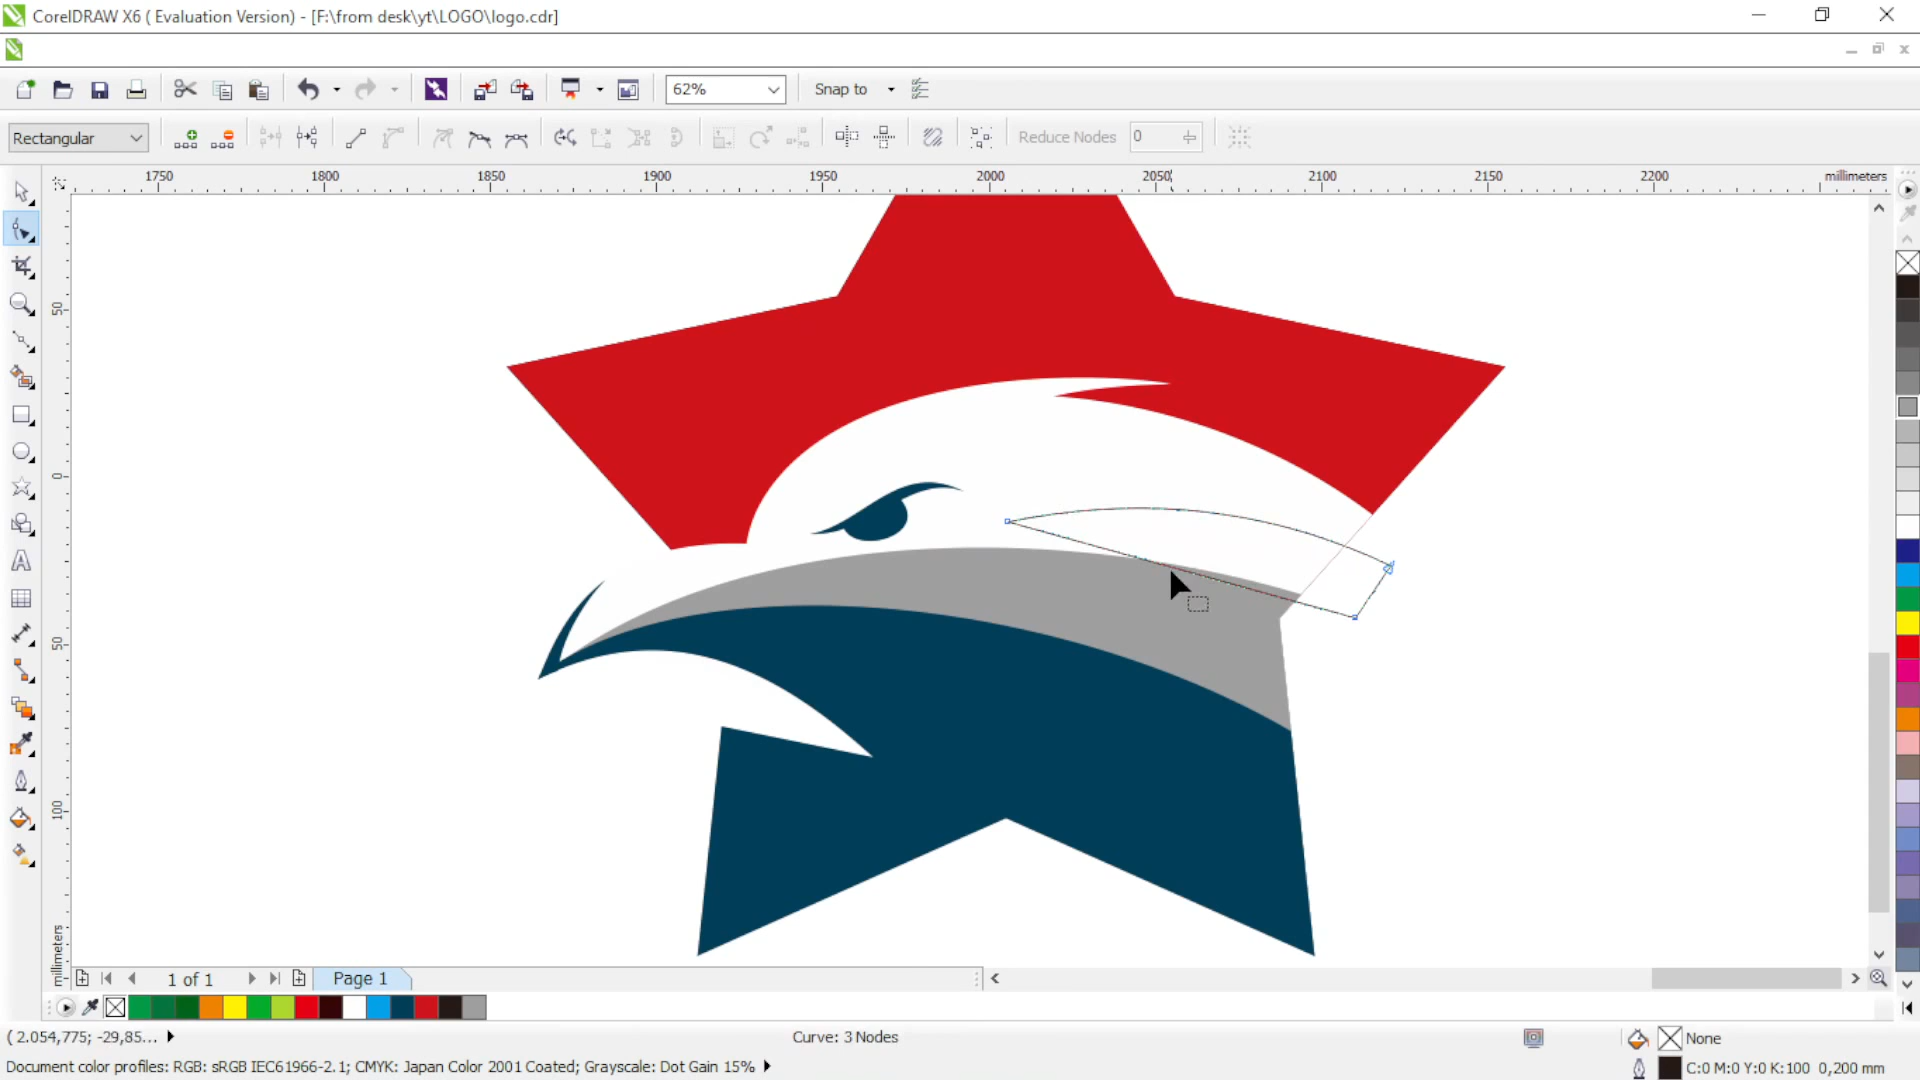 CorelDRAW X6 ( Evaluation Version) - [F:\from desk\yt\LOGO\logo.cdr]
62%
Snap to
Rectangular
Reduce Nodes
0
1750
1800
1850
1900
1950
2000
2050
2100
2150
2200
millimeters
50
0
50
100
millimeters
1 of 1
Page 1
( 2.054,775; -29,85...
Curve: 3 Nodes
None
Document color profiles: RGB: sRGB IEC61966-2.1; CMYK: Japan Color 2001 Coated; Grayscale: Dot Gain 15%
C:0 M:0 Y:0 K:100 0,200 mm